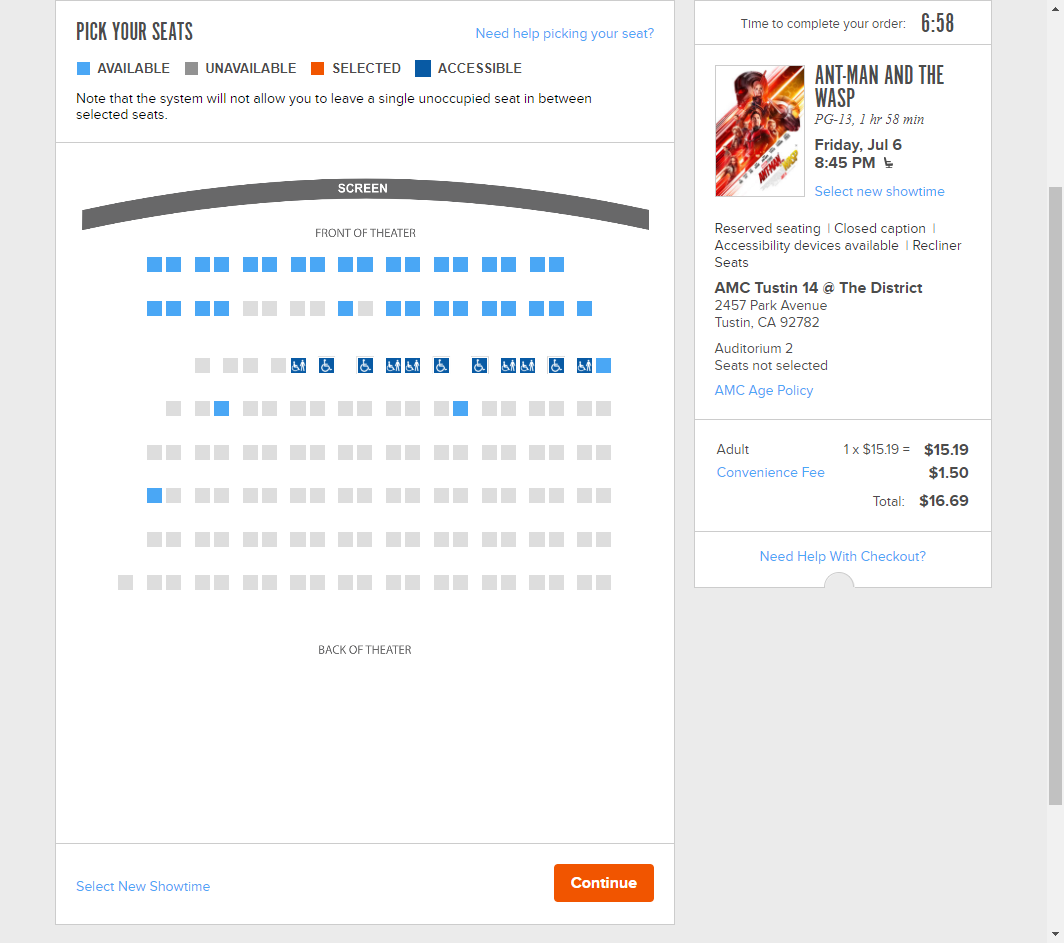 PICK YOUR SEATS
Need help picking your seat?
AVAILABLE UNAVAILABLE SELECTED ACCESSIBLE
Note that the system will not allow you to leave a single unoccupied seat in between
selected seats.
SCREEN
FRONT OF THEATER
BACK OF THEATER
Select New Showtime
Continue
Time to complete your order: 6:58
ANT-MAN AND THE
WASP
PG-13, 1 hr 58 min
Friday, Jul 6
8:45 PM
Select new showtime
Reserved seating | Closed caption |
Accessibility devices available | Recliner
Seats
AMC Tustin 14 @ The District
2457 Park Avenue
Tustin, CA 92782
Auditorium 2
Seats not selected
AMC Age Policy
Adult 1 x $15.19 = $15.19
Convenience Fee $1.50
Total: $16.69
Need Help With Checkout?